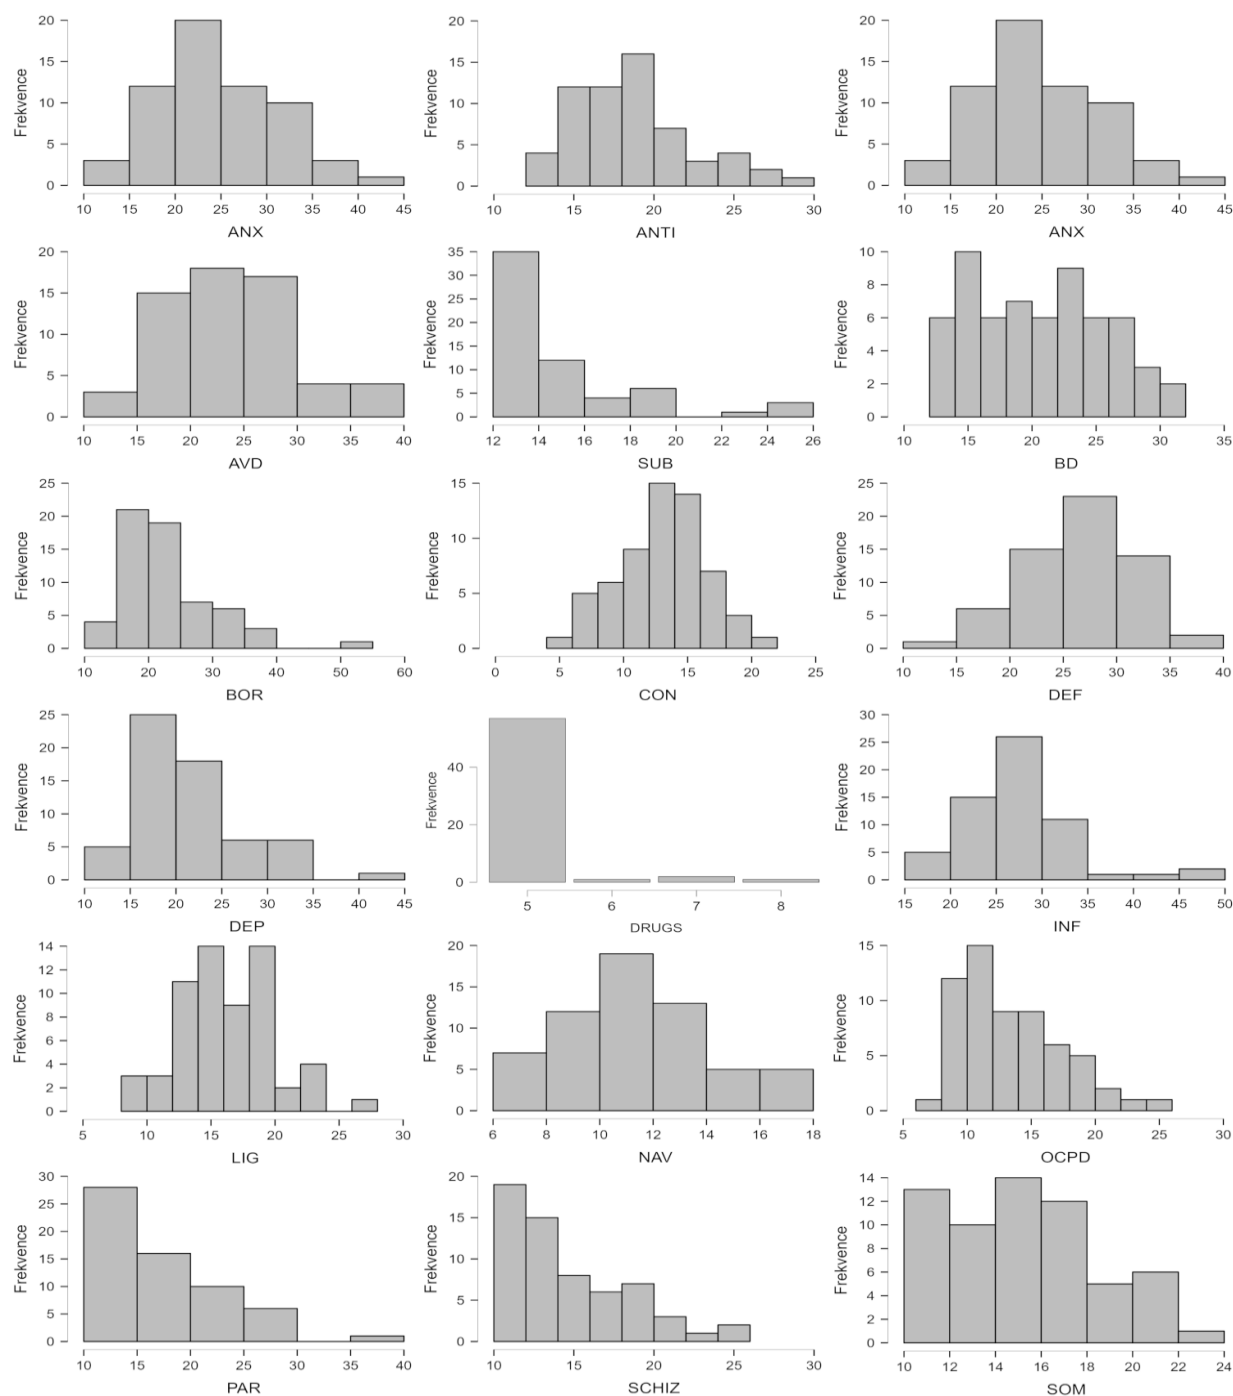 20
15
10
5
0
Frekvence
10 15 20 25 30 35 40 45
ANX
20
15
10
5
0
Frekvence
10 15 20 25 30
ANTI
20
15
10
5
0
Frekvence
10 15 20 25 30 35 40 45
ANX
20
15
10
5
0
Frekvence
10 15 20 25 30 35 40
AVD
35
30
25
20
15
10
5
0
Frekvence
12 14 16 18 20 22 24 26
SUB
10
8
6
4
2
0
Frekvence
10 15 20 25 30 35
BD
25
20
15
10
5
0
Frekvence
10 20 30 40 50 60
BOR
15
10
5
0
Frekvence
0 5 10 15 20 25
CON
25
20
15
10
5
0
Frekvence
10 15 20 25 30 35 40
DEF
25
20
15
10
5
0
Frekvence
10 15 20 25 30 35 40 45
DEP
40
20
0
Frekvence
5 6 7 8
DRUGS
30
25
20
15
10
5
0
Frekvence
15 20 25 30 35 40 45 50
INF
14
12
10
8
6
4
2
0
Frekvence
5 10 15 20 25 30
LIG
20
15
10
5
0
Frekvence
6 8 10 12 14 16 18
NAV
15
10
5
0
Frekvence
5 10 15 20 25 30
OCPD
30
25
20
15
10
5
0
Frekvence
10 15 20 25 30 35 40
PAR
20
15
10
5
0
Frekvence
10 15 20 26 30
SCHIZ
14
12
10
8
6
4
2
0
Frekvence
10 12 14 16 18 20 22 24
SOM